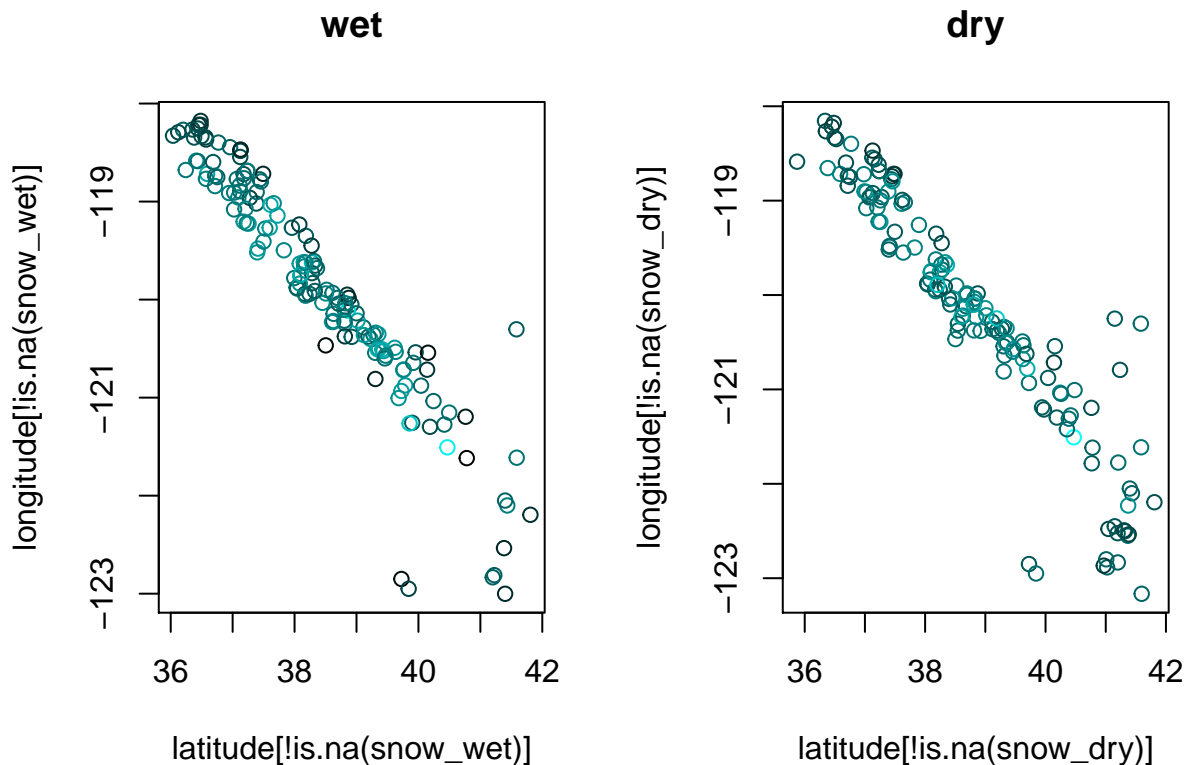 wet
dry
longitude[!is.na(snow_wet)]
−119
−121
−123
36
38
40
42
latitude[!is.na(snow_wet)]
longitude[!is.na(snow_dry)]
−119
−121
−123
36
38
40
42
latitude[!is.na(snow_dry)]